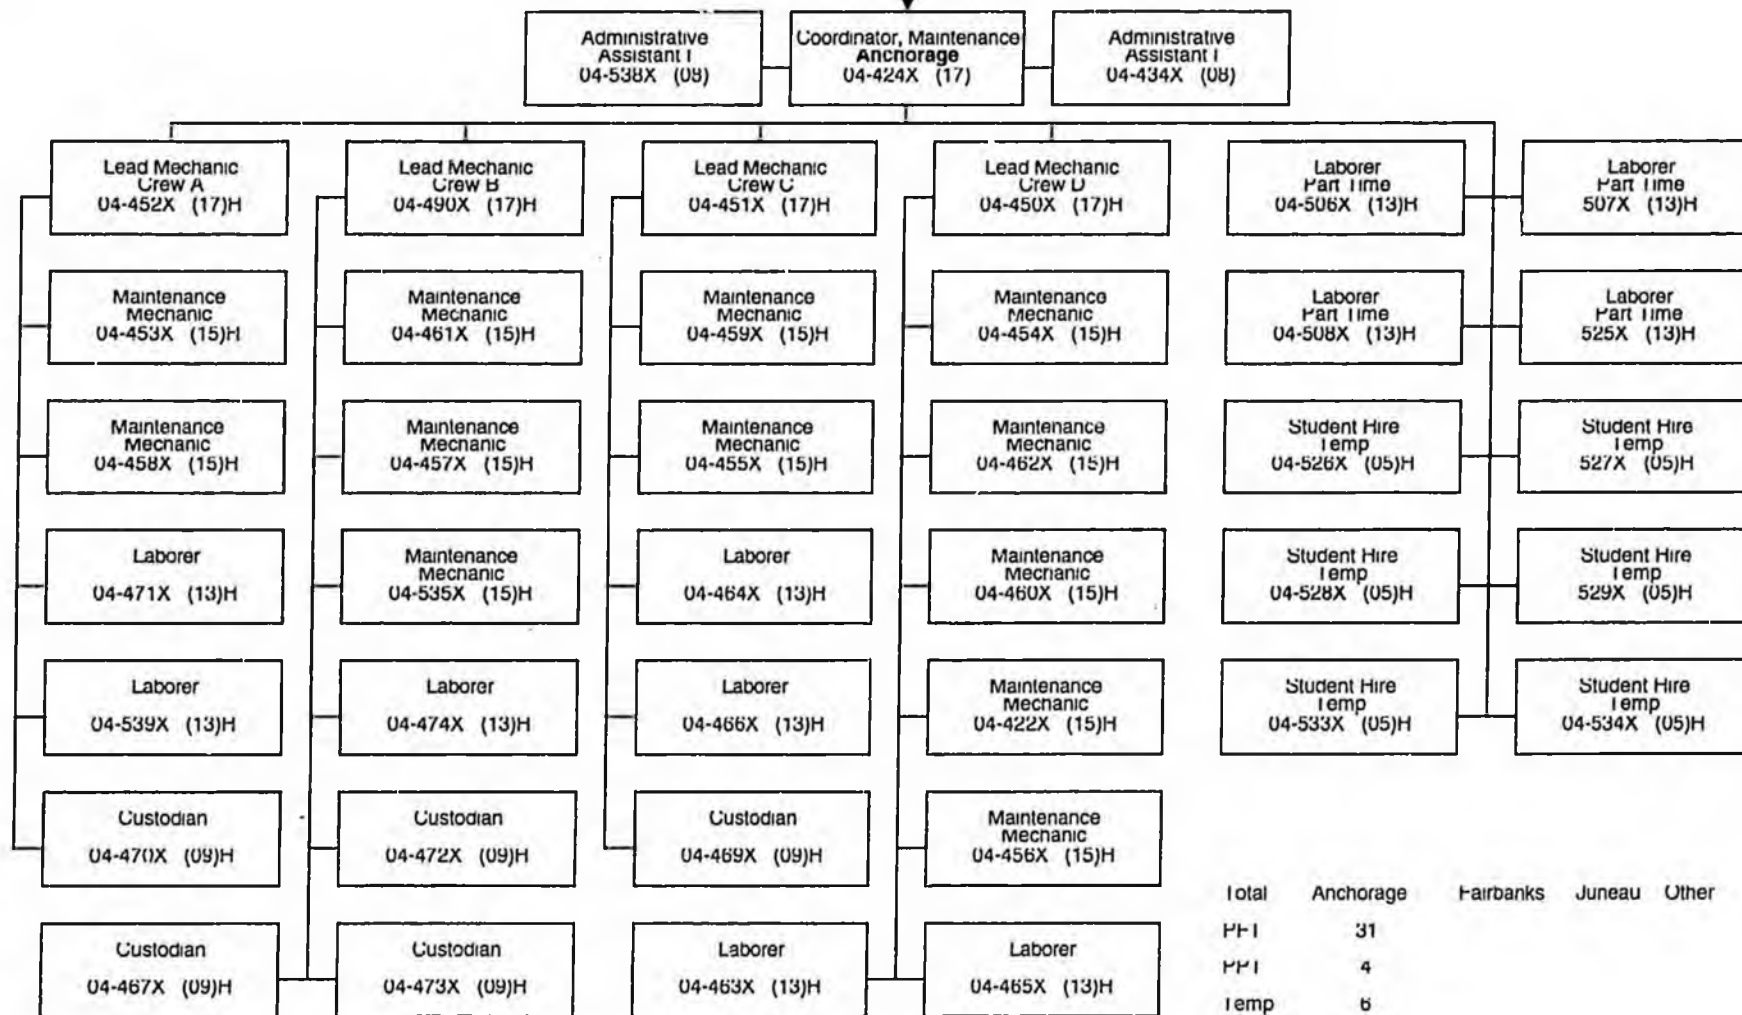 Administrative
Assistant I
04-538X (08)
Coordinator, Maintenance
Anchorage
04-424X (17)
Administrative
Assistant I
04-434X (08)
Lead Mechanic
Crew A
04-452X (17)H
Lead Mechanic
Crew B
04-490X (17)H
Lead Mechanic
Crew C
04-451X (17)H
Lead Mechanic
Crew D
04-450X (17)H
Laborer
Part Time
04-506X (13)H
Laborer
Part Time
507X (13)H
Maintenance
Mechanic
04-453X (15)H
Maintenance
Mechanic
04-461X (15)H
Maintenance
Mechanic
04-459X (15)H
Maintenance
Mechanic
04-454X (15)H
Laborer
Part Time
04-508X (13)H
Laborer
Part Time
525X (13)H
Maintenance
Mechanic
04-458X (15)H
Maintenance
Mechanic
04-457X (15)H
Maintenance
Mechanic
04-455X (15)H
Maintenance
Mechanic
04-462X (15)H
Student Hire
Temp
04-526X (05)H
Student Hire
Temp
527X (05)H
Laborer
04-471X (13)H
Maintenance
Mechanic
04-535X (15)H
Laborer
04-464X (13)H
Maintenance
Mechanic
04-460X (15)H
Student Hire
Temp
04-528X (05)H
Student Hire
Temp
529X (05)H
Laborer
04-539X (13)H
Laborer
04-474X (13)H
Laborer
04-466X (13)H
Maintenance
Mechanic
04-422X (15)H
Student Hire
Temp
04-533X (05)H
Student Hire
Temp
04-534X (05)H
Custodian
04-470X (09)H
Custodian
04-472X (09)H
Custodian
04-469X (09)H
Maintenance
Mechanic
04-456X (15)H
Custodian
04-467X (09)H
Custodian
04-473X (09)H
Laborer
04-463X (13)H
Laborer
04-465X (13)H
Total Anchorage Fairbanks Juneau Other
PFT 31
PPT 4
Temp 6